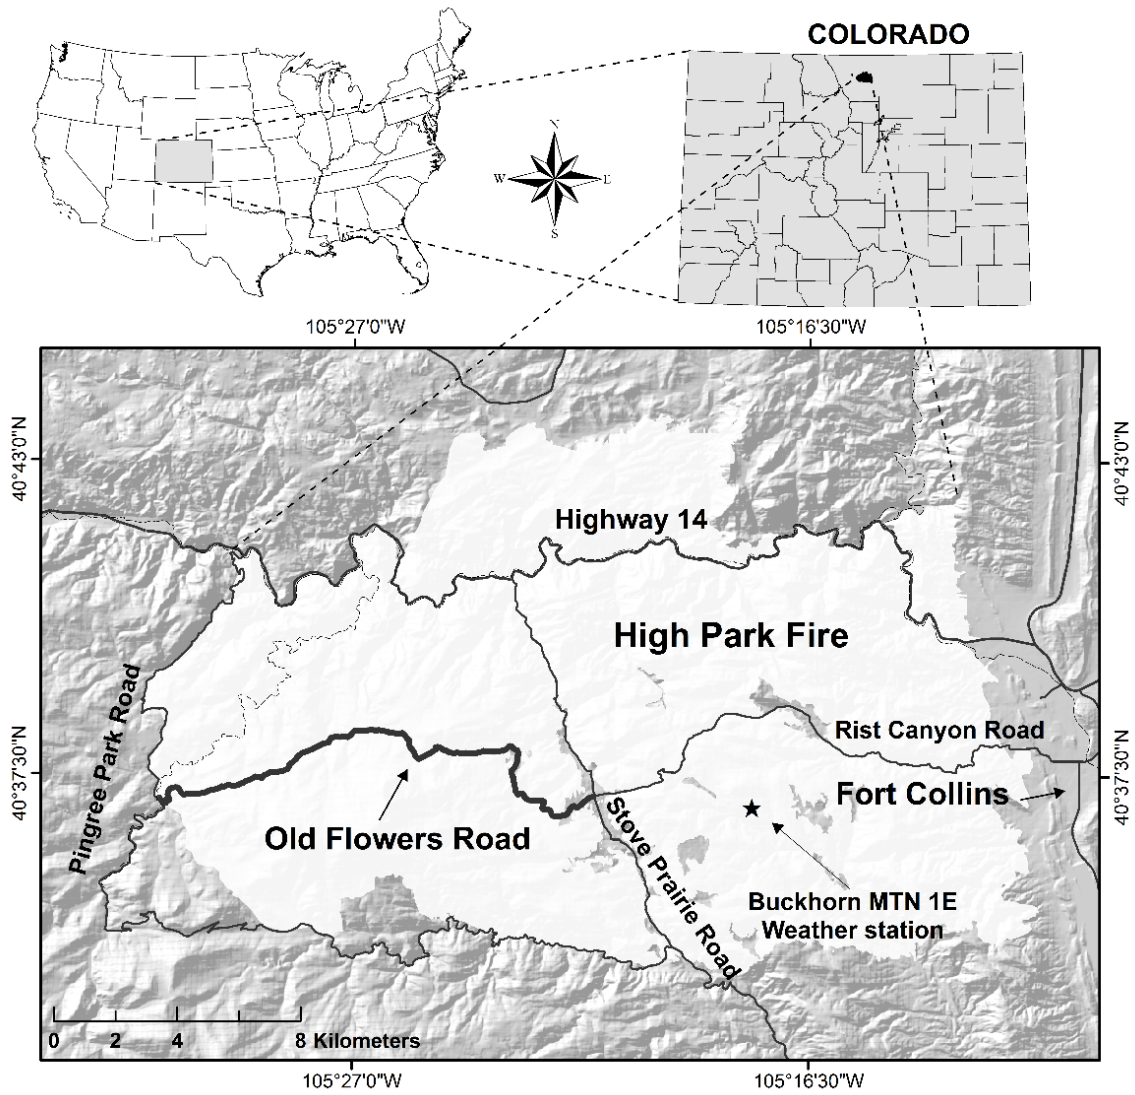 COLORADO
N
W
E
S
105°27'0"W
105°16'30"W
40°43'0"N
40°43'0"N
Highway 14
High Park Fire
Pingree Park Road
Rist Canyon Road
40°37'30"N
40°37'30"N
Fort Collins
Old Flowers Road
Stove Prairie Road
Buckhorn MTN 1E
Weather station
0 2 4 8 Kilometers
105°27'0"W
105°16'30"W